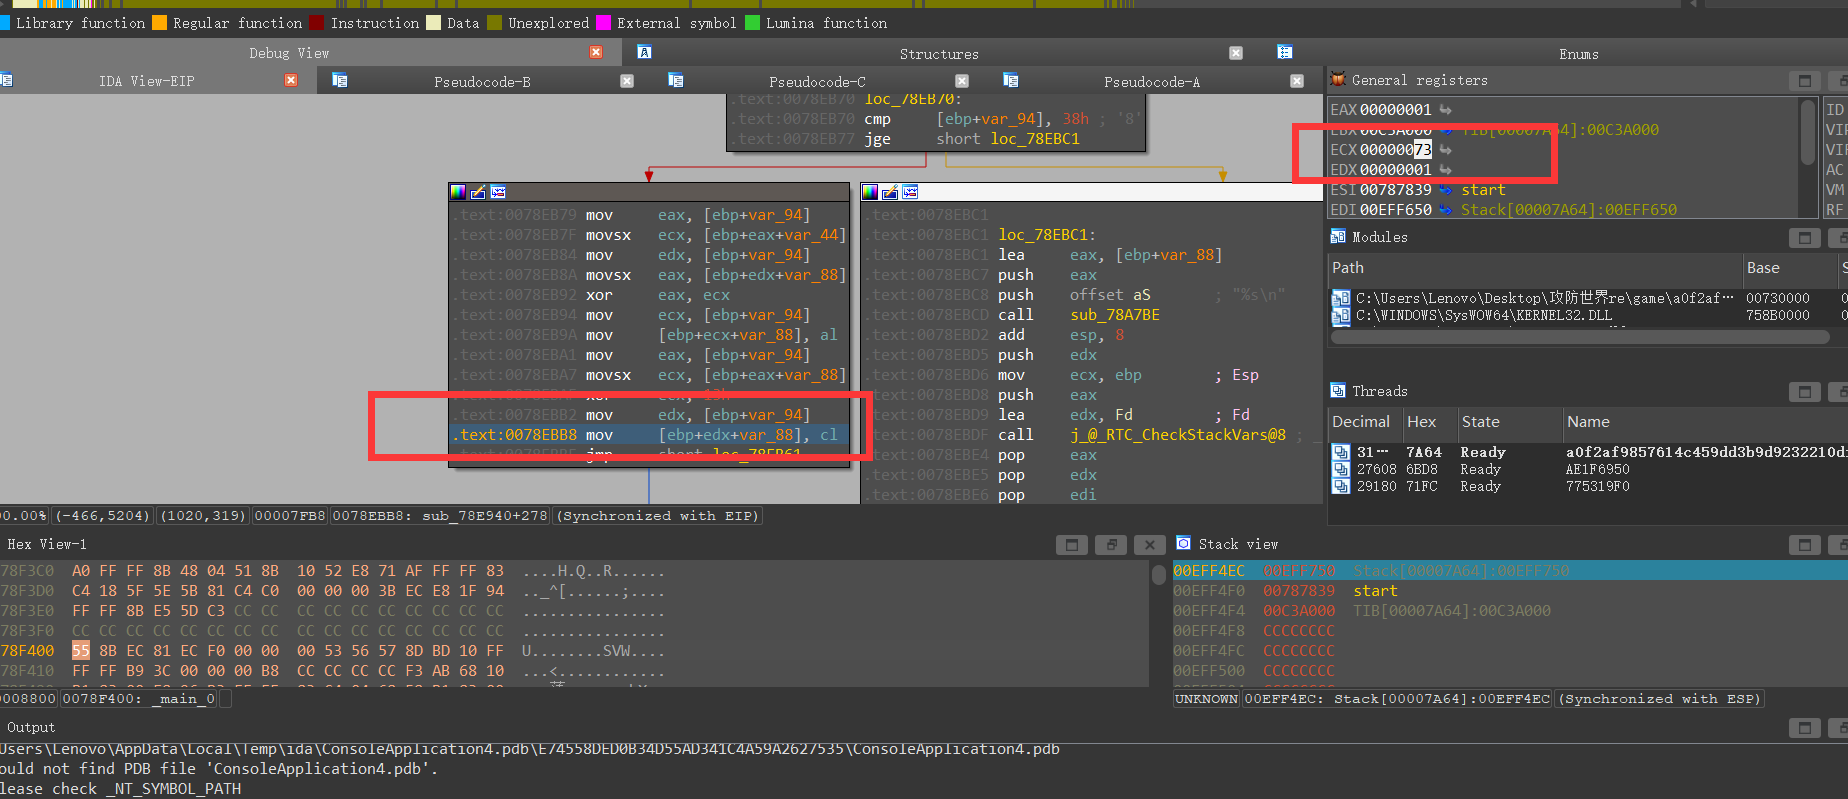 Library function Regular function Instruction Data Unexplored External symbol Lumina function
Debug View Structures Enums
IDA View-EIP Pseudocode-B Pseudocode-C Pseudocode-A
.text:0078EB70 loc_78EB70:
.text:0078EB70 cmp [ebp+var_94], 38h ; '8'
.text:0078EB77 jge short loc_78EBC1
.text:0078EB79 mov eax, [ebp+var_94]
.text:0078EB7F movsx ecx, [ebp+eax+var_44]
.text:0078EB84 mov edx, [ebp+var_94]
.text:0078EB8A movsx eax, [ebp+edx+var_88]
.text:0078EB92 xor eax, ecx
.text:0078EB94 mov ecx, [ebp+var_94]
.text:0078EB9A mov [ebp+ecx+var_88], al
.text:0078EBA1 mov eax, [ebp+var_94]
.text:0078EBA7 movsx ecx, [ebp+eax+var_88]
.text:0078EBB2 mov edx, [ebp+var_94]
.text:0078EBB8 mov [ebp+edx+var_88], cl
short loc_78EB61
.text:0078EBC1
.text:0078EBC1 loc_78EBC1:
.text:0078EBC1 lea eax, [ebp+var_88]
.text:0078EBC7 push eax
.text:0078EBC8 push offset aS ; "%s\n"
.text:0078EBCD call sub_78A7BE
.text:0078EBD2 add esp, 8
.text:0078EBD5 push edx
.text:0078EBD6 mov ecx, ebp ; Esp
.text:0078EBD8 push eax
.text:0078EBD9 lea edx, Fd ; Fd
.text:0078EBDF call j_@_RTC_CheckStackVars@8 ;
.text:0078EBE4 pop eax
.text:0078EBE5 pop edx
.text:0078EBE6 pop edi
00.00% (-466,5204) (1020,319) 00007FB8 0078EBB8: sub_78E940+278 (Synchronized with EIP)
General registers
EAX 00000001
EBX 00C3A000 TIB[00007A64]:00C3A000
ECX 00000073
EDX 00000001
ESI 00787839 start
EDI 00EFF650 Stack[00007A64]:00EFF650
ID
VIP
VIF
AC
VM
RF
Modules
Path Base
C:\Users\Lenovo\Desktop\攻防世界re\game\a0f2af… 00730000
C:\WINDOWS\SysWOW64\KERNEL32.DLL 758B0000
Threads
Decimal Hex State Name
31… 7A64 Ready a0f2af9857614c459dd3b9d9232210d
27608 6BD8 Ready AE1F6950
29180 71FC Ready 775319F0
Hex View-1
78F3C0 A0 FF FF 8B 48 04 51 8B 10 52 E8 71 AF FF FF 83 ....H.Q..R......
78F3D0 C4 18 5F 5E 5B 81 C4 C0 00 00 00 3B EC E8 1F 94 .._^[......;....
78F3E0 FF FF 8B E5 5D C3 CC CC CC CC CC CC CC CC CC CC ................
78F3F0 CC CC CC CC CC CC CC CC CC CC CC CC CC CC CC CC ................
78F400 55 8B EC 81 EC F0 00 00 00 53 56 57 8D BD 10 FF U........SVW....
78F410 FF FF B9 3C 00 00 00 B8 CC CC CC CC F3 AB 68 10 ...<............
0008800 0078F400: _main_0
Stack view
00EFF4EC 00EFF750 Stack[00007A64]:00EFF750
00EFF4F0 00787839 start
00EFF4F4 00C3A000 TIB[00007A64]:00C3A000
00EFF4F8 CCCCCCCC
00EFF4FC CCCCCCCC
00EFF500 CCCCCCCC
UNKNOWN 00EFF4EC: Stack[00007A64]:00EFF4EC (Synchronized with ESP)
Output
Users\Lenovo\AppData\Local\Temp\ida\ConsoleApplication4.pdb\E74558DED0B34D55AD341C4A59A2627535\ConsoleApplication4.pdb
ould not find PDB file 'ConsoleApplication4.pdb'.
lease check _NT_SYMBOL_PATH